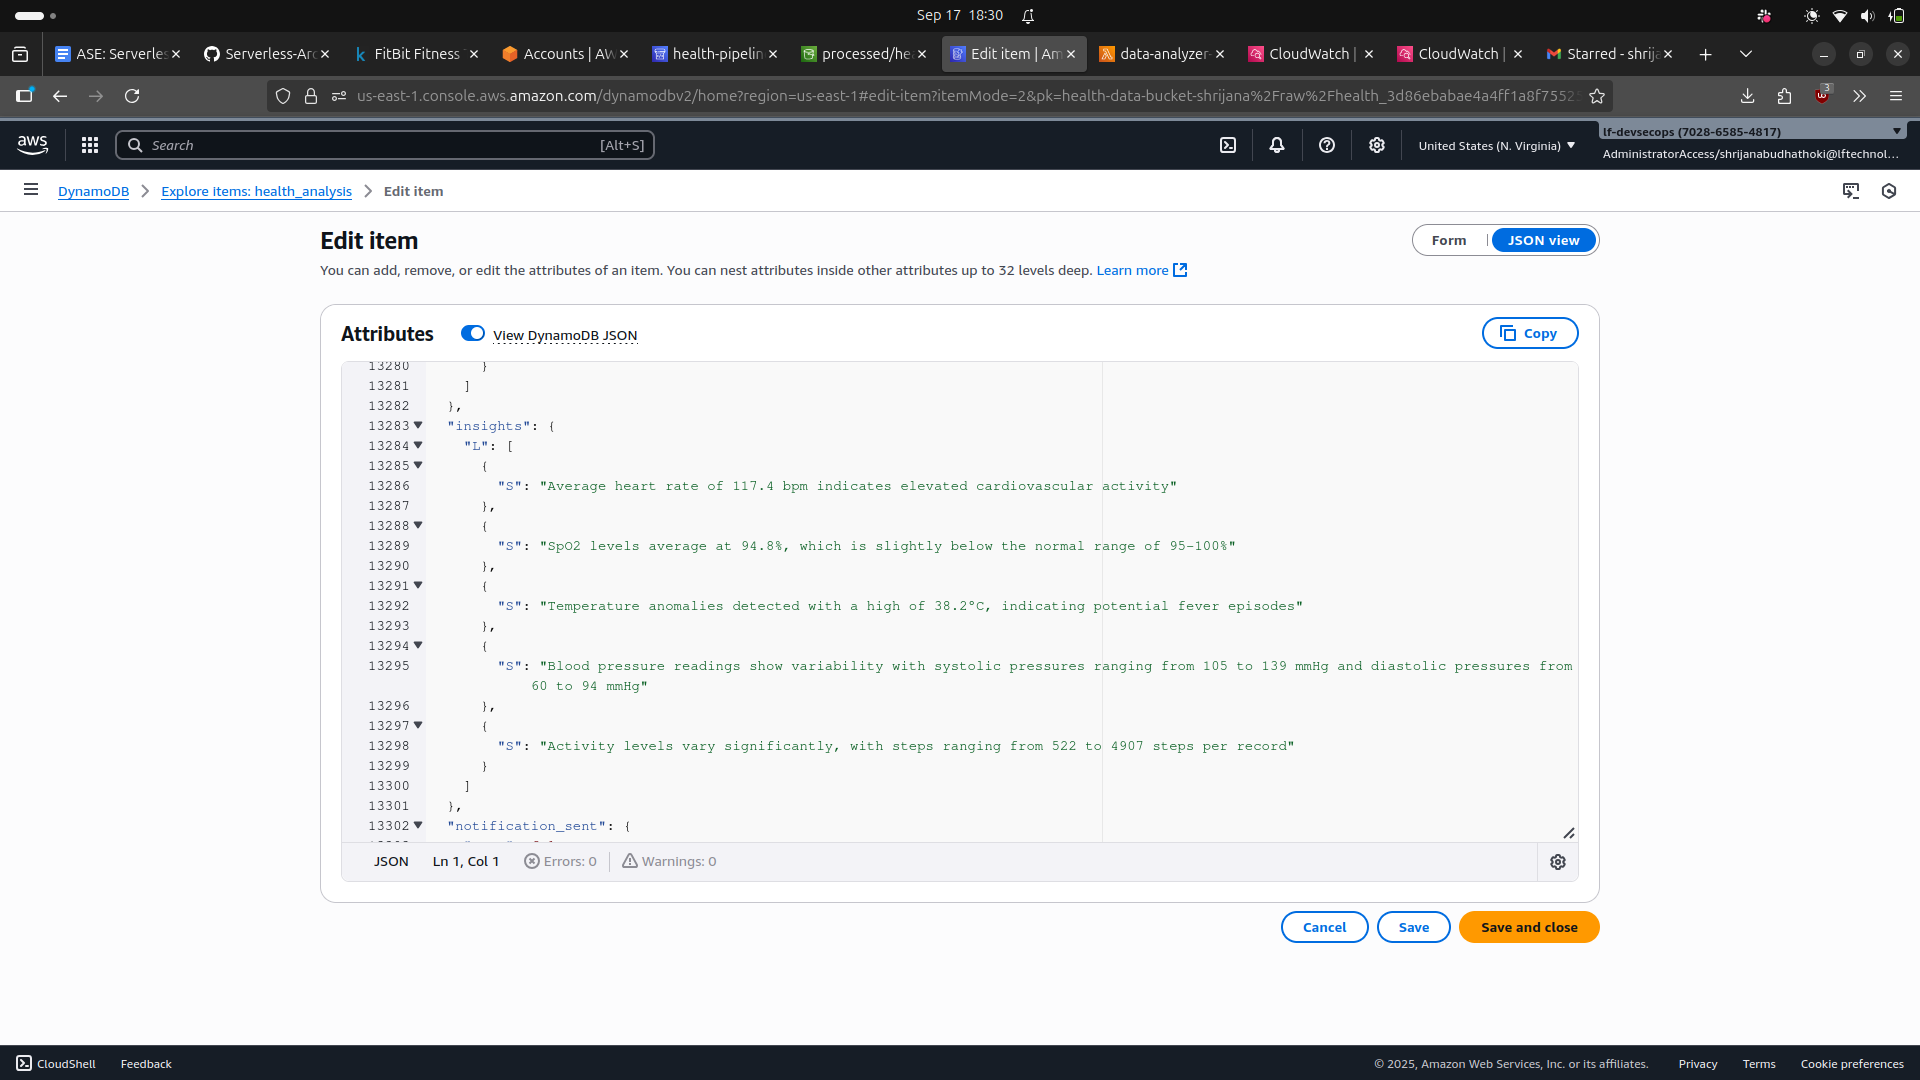 Sep 17 18:30
ASE: Serverles
Serverless-Arc
FitBit Fitness
Accounts | AW
health-pipelin
processed/hea
Edit item | Am
data-analyzer-
CloudWatch |
CloudWatch |
Starred - shrija
us-east-1.console.aws.amazon.com/dynamodbv2/home?region=us-east-1#edit-item?itemMode=2&pk=health-data-bucket-shrijana%2Fraw%2Fhealth_3d86ebabae4a4ff1a8f75525
3
aws
Search
[Alt+S]
United States (N. Virginia)
lf-devsecops (7028-6585-4817)
AdministratorAccess/shrijanabudhathoki@lftechnol...
DynamoDB
Explore items: health_analysis
Edit item
Edit item
Form
JSON view
You can add, remove, or edit the attributes of an item. You can nest attributes inside other attributes up to 32 levels deep. Learn more
Attributes
View DynamoDB JSON
Copy
13280 }
13281 ]
13282 },
13283 "insights": {
13284 "L": [
13285 {
13286 "S": "Average heart rate of 117.4 bpm indicates elevated cardiovascular activity"
13287 },
13288 {
13289 "S": "SpO2 levels average at 94.8%, which is slightly below the normal range of 95-100%"
13290 },
13291 {
13292 "S": "Temperature anomalies detected with a high of 38.2°C, indicating potential fever episodes"
13293 },
13294 {
13295 "S": "Blood pressure readings show variability with systolic pressures ranging from 105 to 139 mmHg and diastolic pressures from
60 to 94 mmHg"
13296 },
13297 {
13298 "S": "Activity levels vary significantly, with steps ranging from 522 to 4907 steps per record"
13299 }
13300 ]
13301 },
13302 "notification_sent": {
JSON
Ln 1, Col 1
Errors: 0
Warnings: 0
Cancel
Save
Save and close
CloudShell
Feedback
© 2025, Amazon Web Services, Inc. or its affiliates.
Privacy
Terms
Cookie preferences